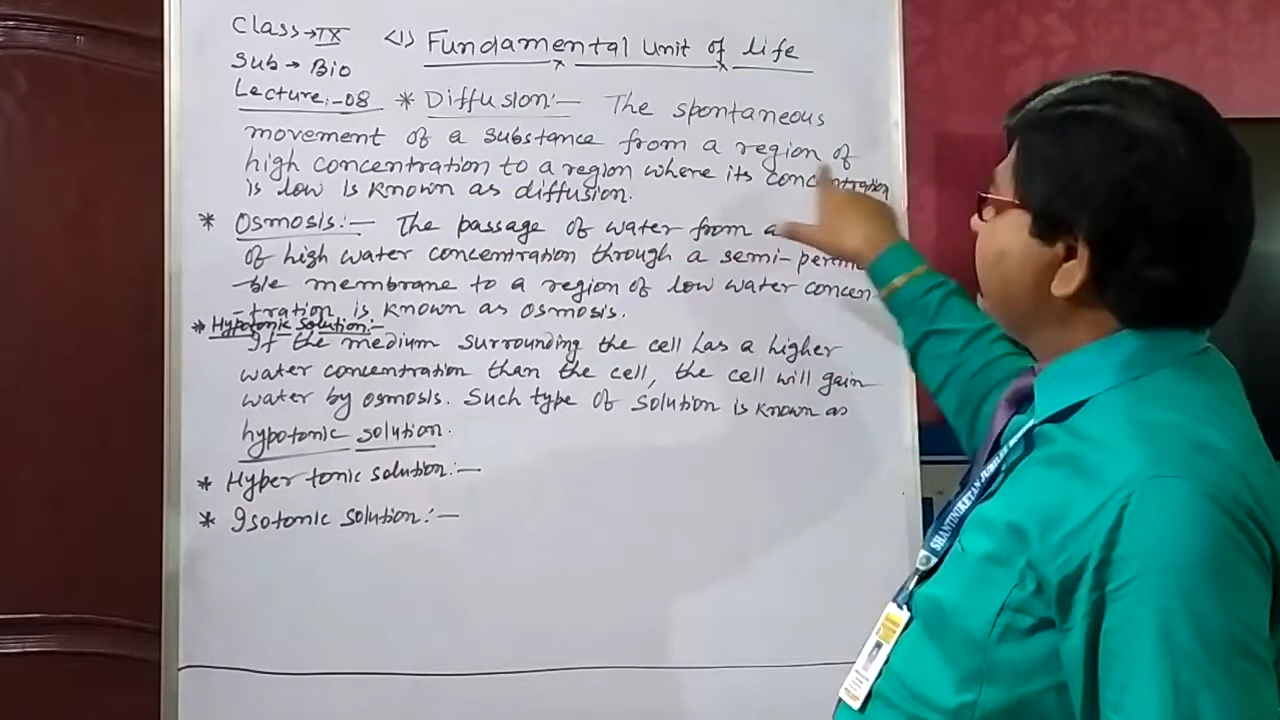 Class → IX <1> Fundamental Unit of life
Sub → Bio
Lecture:-08 * Diffusion:- The spontaneous
movement of a substance from a region of
high concentration to a region where its concentration
is low is known as diffusion.
* Osmosis:- The passage of water from a
of high water concentration through a semi-perme
-ble membrane to a region of low water concen-
-tration is known as osmosis.
* Hypotonic solution:-
If the medium surrounding the cell has a higher
water concentration than the cell, the cell will gain
water by osmosis. Such type of solution is known as
hypotonic solution.
* Hyper tonic solution:-
* Isotonic solution:-
SHANTINIKETAN JUBILEE